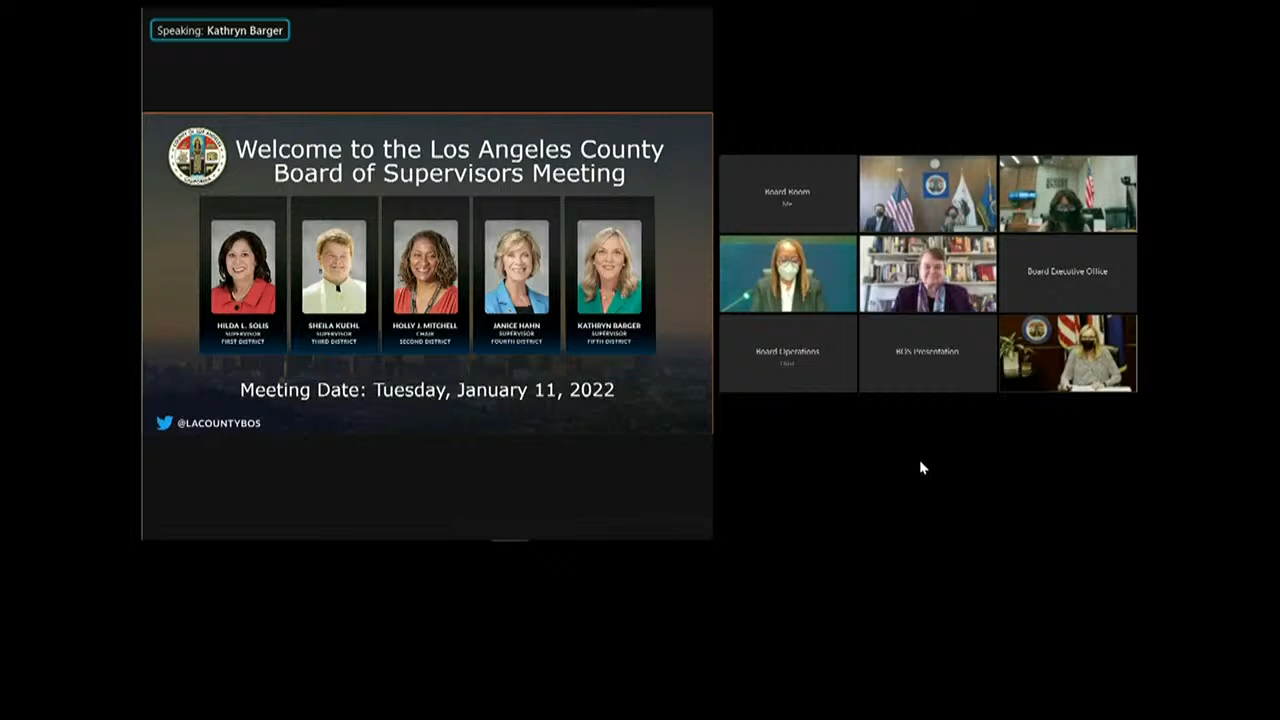 Speaking: Kathryn Barger
Welcome to the Los Angeles County
Board of Supervisors Meeting
HILDA L. SOLIS
SUPERVISOR
FIRST DISTRICT
SHEILA KUEHL
SUPERVISOR
THIRD DISTRICT
HOLLY J. MITCHELL
CHAIR
SECOND DISTRICT
JANICE HAHN
SUPERVISOR
FOURTH DISTRICT
KATHRYN BARGER
SUPERVISOR
FIFTH DISTRICT
Meeting Date: Tuesday, January 11, 2022
@LACOUNTYBOS
Board Room
Me
Board Executive Office
Board Operations
BOS Presentation